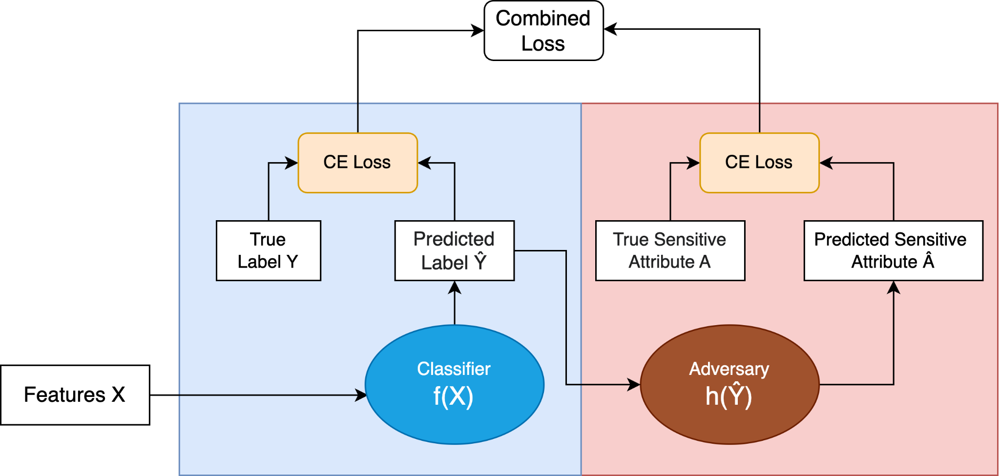 Combined
Loss
CE Loss
CE Loss
True
Label Y
Predicted
Label Ŷ
True Sensitive
Attribute A
Predicted Sensitive
Attribute Â
Features X
Classifier
f(X)
Adversary
h(Ŷ)